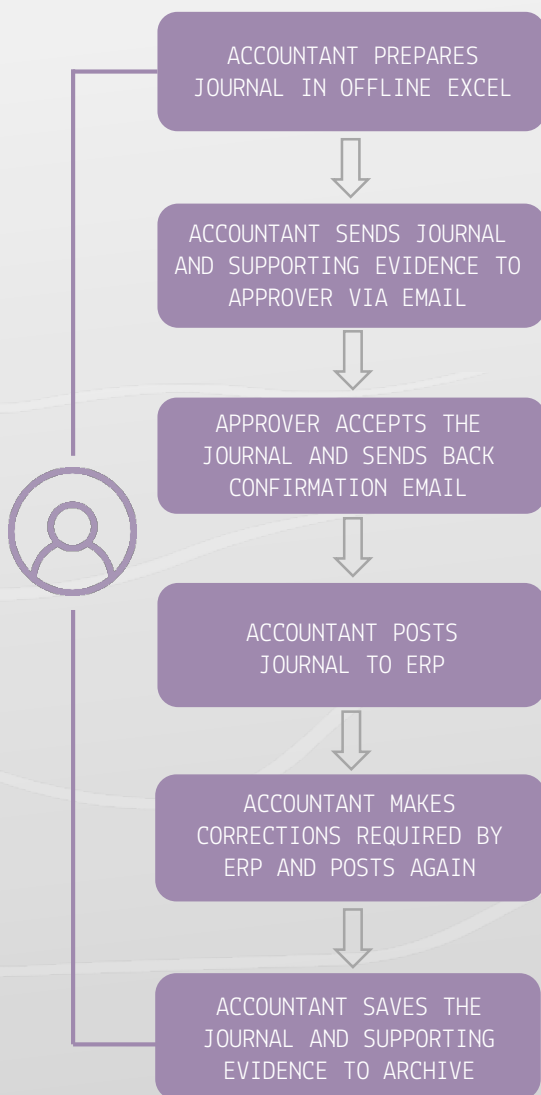 ACCOUNTANT PREPARES
JOURNAL IN OFFLINE EXCEL
ACCOUNTANT SENDS JOURNAL
AND SUPPORTING EVIDENCE TO
APPROVER VIA EMAIL
APPROVER ACCEPTS THE
JOURNAL AND SENDS BACK
CONFIRMATION EMAIL
ACCOUNTANT POSTS
JOURNAL TO ERP
ACCOUNTANT MAKES
CORRECTIONS REQUIRED BY
ERP AND POSTS AGAIN
ACCOUNTANT SAVES THE
JOURNAL AND SUPPORTING
EVIDENCE TO ARCHIVE